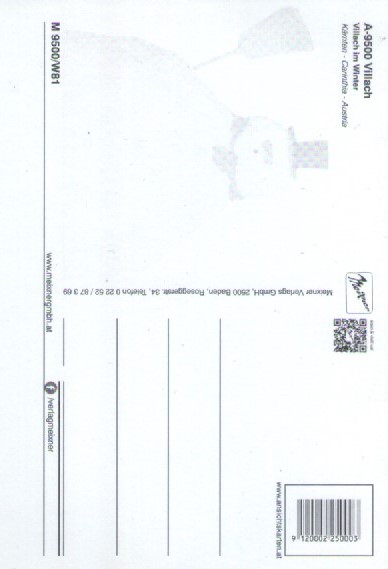 A-9500 Villach
Villach im Winter
Kärnten - Carinthia - Austria
M 9500/W81
Meixner Verlags GmbH, 2500 Baden, Roseggerstr. 34, Telefon 0 22 52 / 87 3 69
Meixner
www.meixnergmbh.at
/verlagmeixner
www.ansichtskarten.at
9 120002 250003